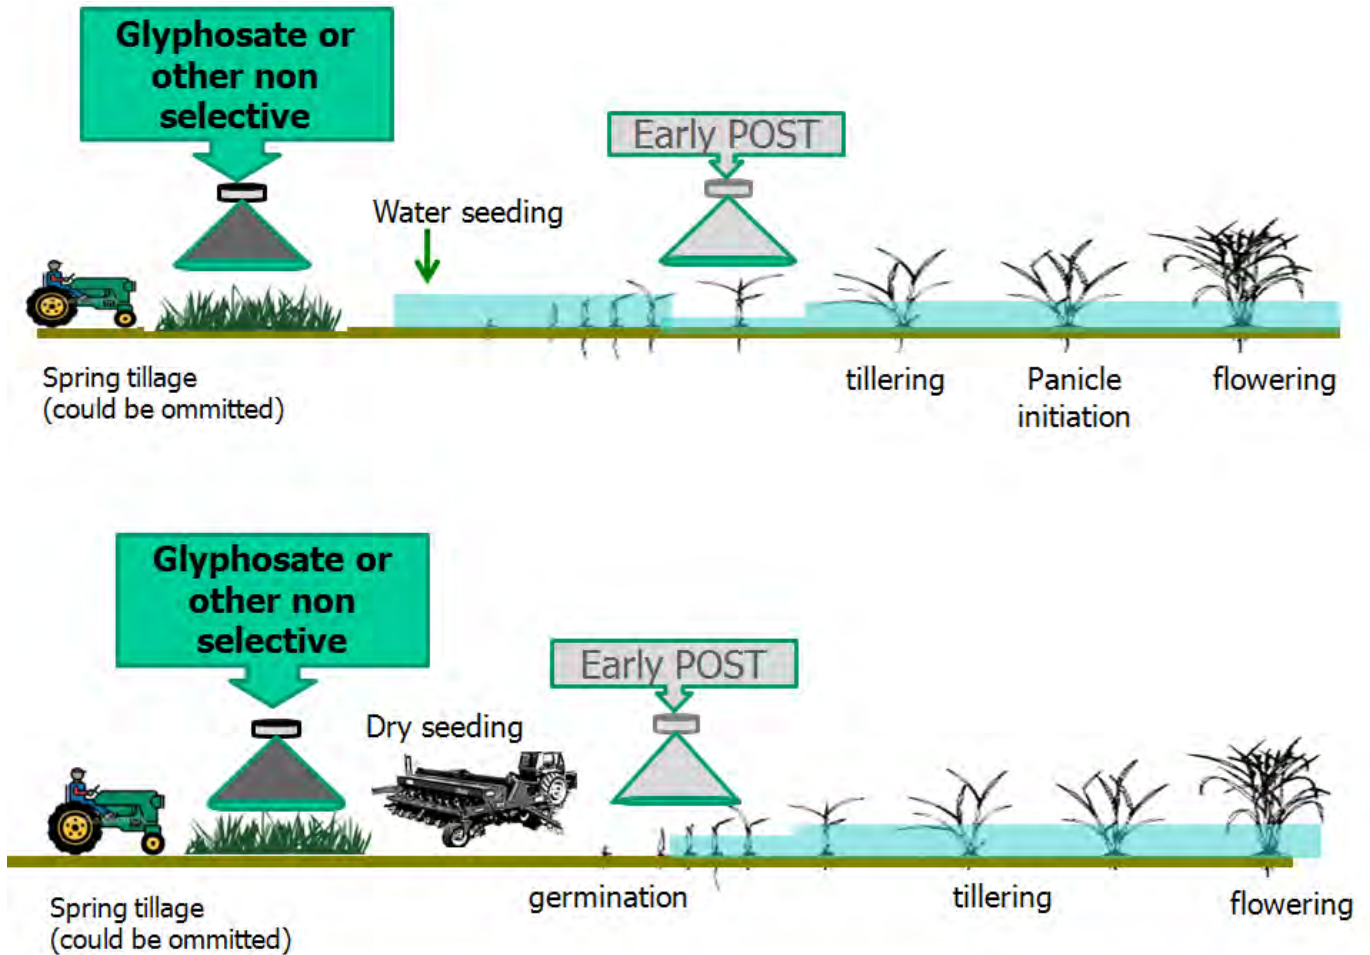 Glyphosate or
other non
selective
Early POST
Water seeding
Spring tillage
(could be ommitted)
tillering
Panicle
initiation
flowering
Glyphosate or
other non
selective
Early POST
Dry seeding
germination
tillering
flowering
Spring tillage
(could be ommitted)